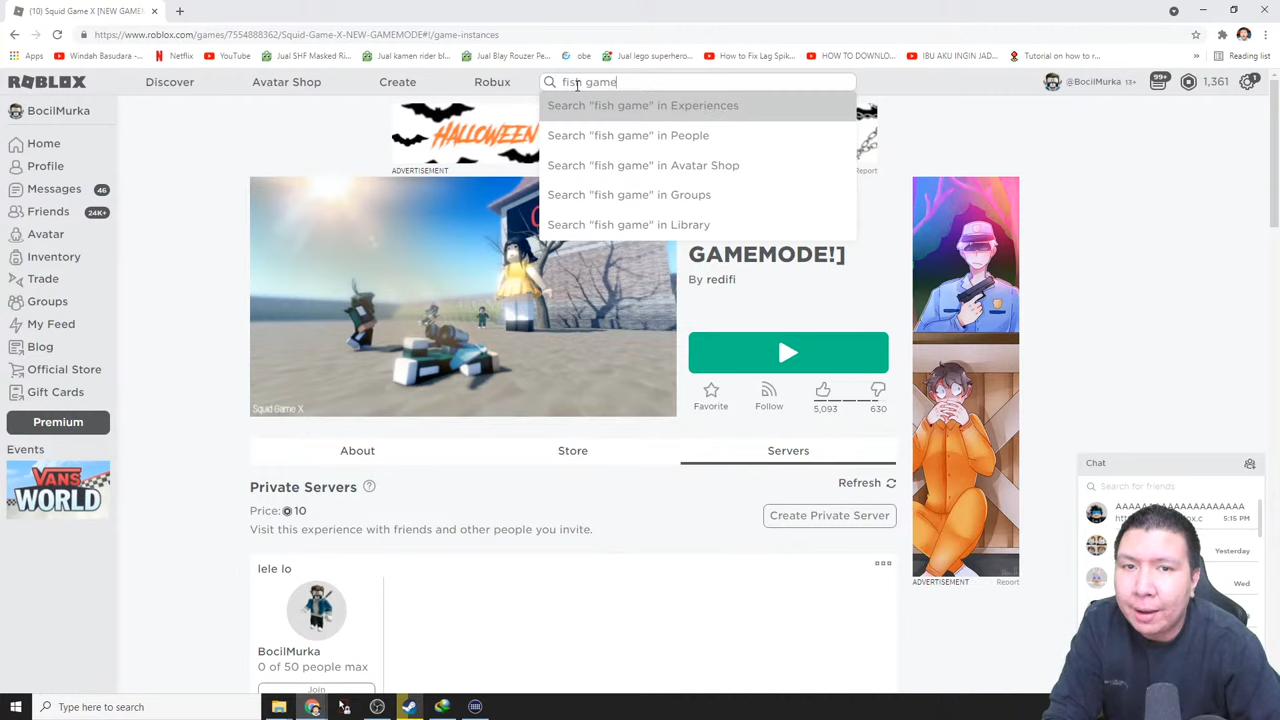 (10) Squid Game X [NEW GAMEM
https://www.roblox.com/games/7554888362/Squid-Game-X-NEW-GAMEMODE#!/game-instances
Apps
Windah Basudara -
Netflix
YouTube
Jual SHF Masked Ri
Jual kamen rider bl
Jual Blay Rouzer Pe
obe
Jual lego superhero
How to Fix Lag Spik
HOW TO DOWNLO
IBU AKU INGIN JAD
Tutorial on how to r
Reading list
ROBLOX
Discover
Avatar Shop
Create
Robux
fish game
@BocilMurka 13+
99+
1,361
1
Search "fish game" in Experiences
Search "fish game" in People
Search "fish game" in Avatar Shop
Search "fish game" in Groups
Search "fish game" in Library
BocilMurka
Home
Profile
Messages 46
Friends 24K+
Avatar
Inventory
Trade
Groups
My Feed
Blog
Official Store
Gift Cards
Premium
Events
VANS
WORLD
HALLOWEEN
ADVERTISEMENT
Report
Squid Game X
GAMEMODE!]
By redifi
Favorite
Follow
5,093
630
About
Store
Servers
Private Servers
Refresh
Price: 10
Create Private Server
Visit this experience with friends and other people you invite.
lele lo
BocilMurka
0 of 50 people max
Join
ADVERTISEMENT
Report
Chat
Search for friends
AAAAAAAAAAAAAAAAAAA
5:15 PM
Yesterday
Wed
Type here to search